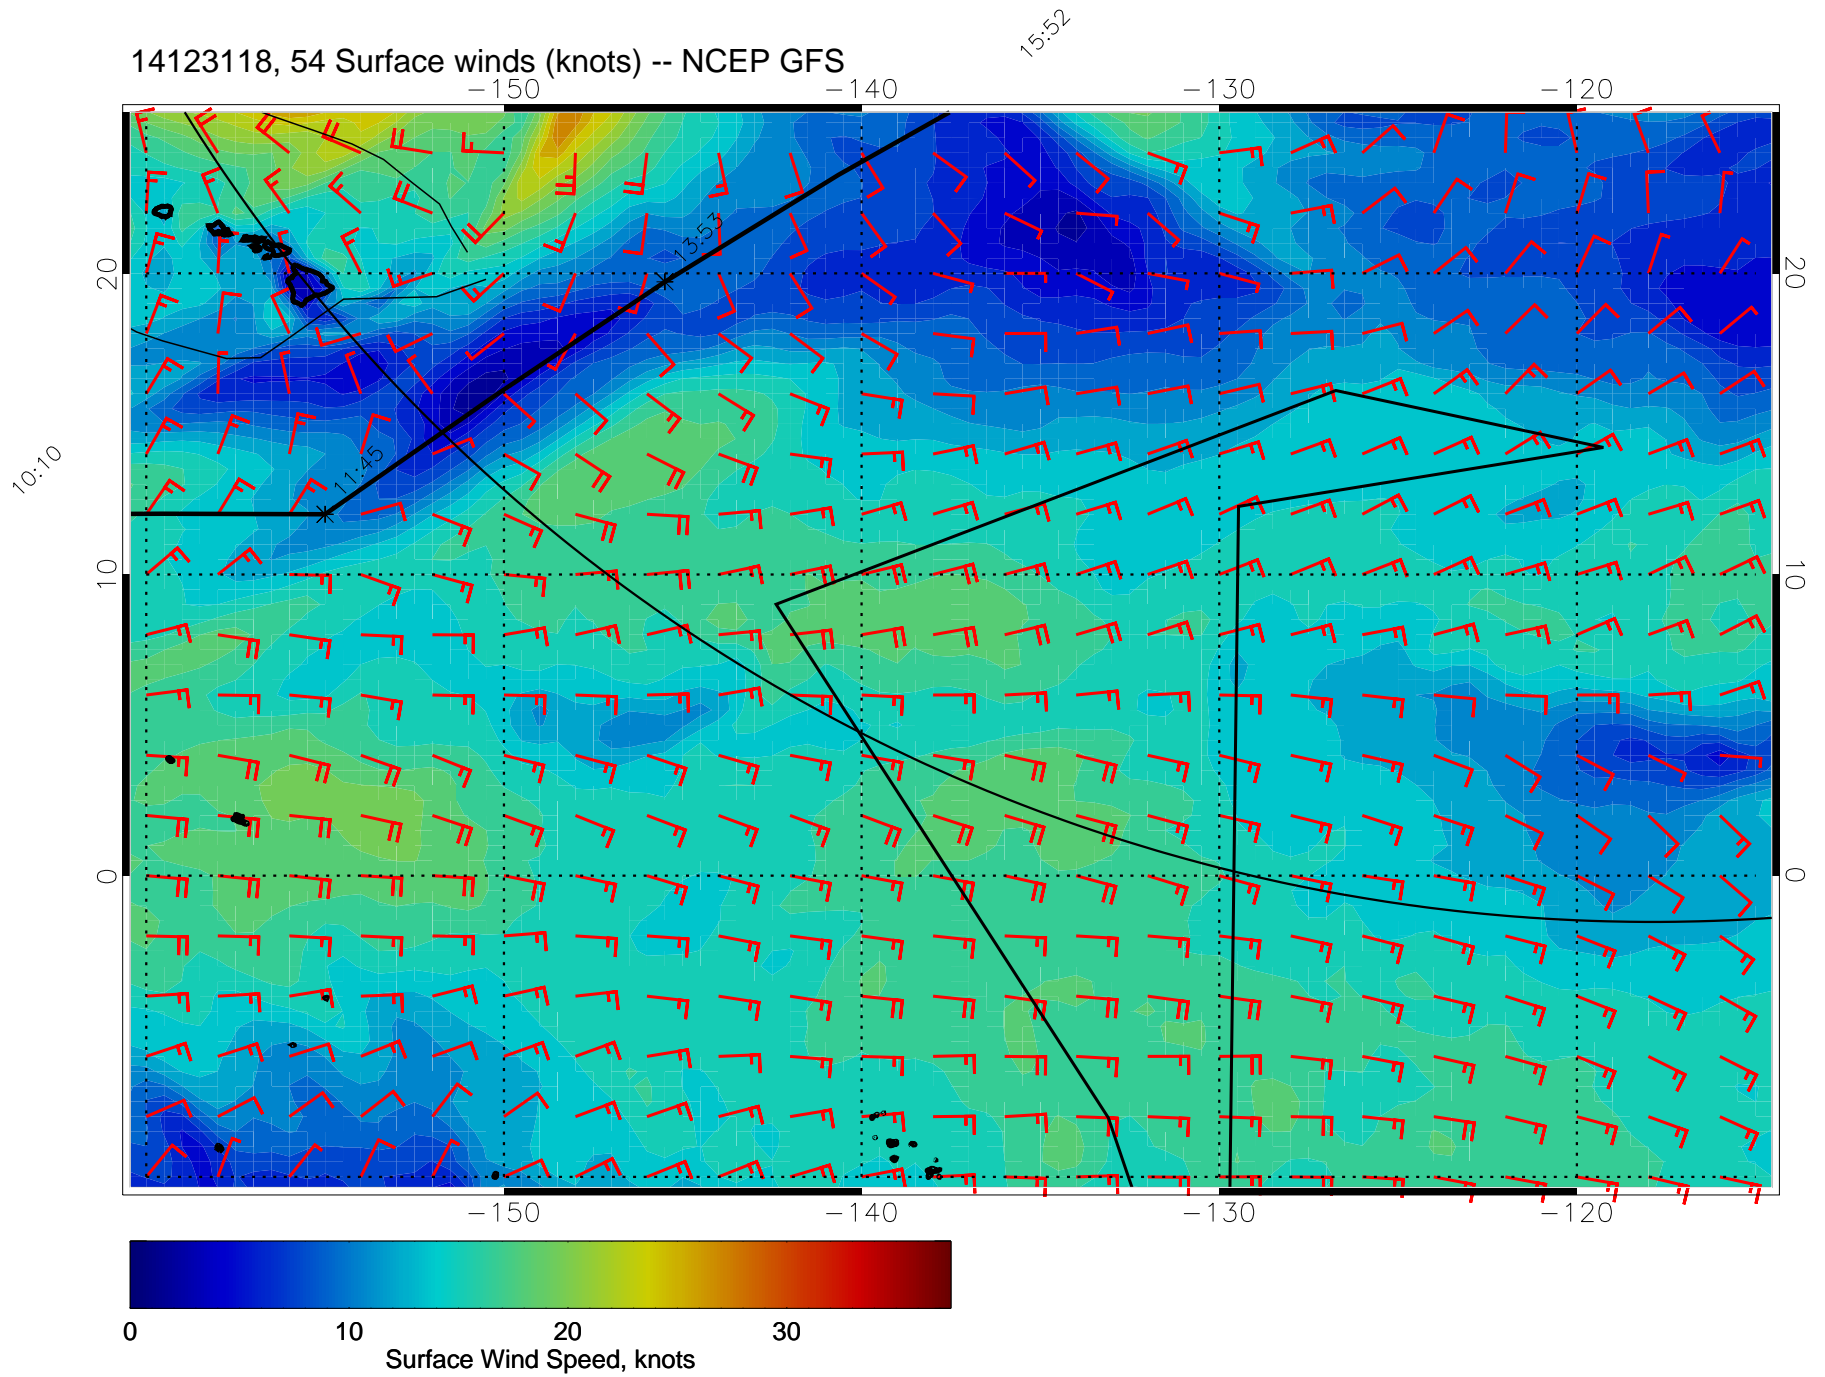 15:52
14123118, 54 Surface winds (knots) -- NCEP GFS
-150 -140 -130 -120
13:53
20 20
11:45
10:10
10 10
0 0
-150 -140 -130 -120
0 10 20 30
Surface Wind Speed, knots